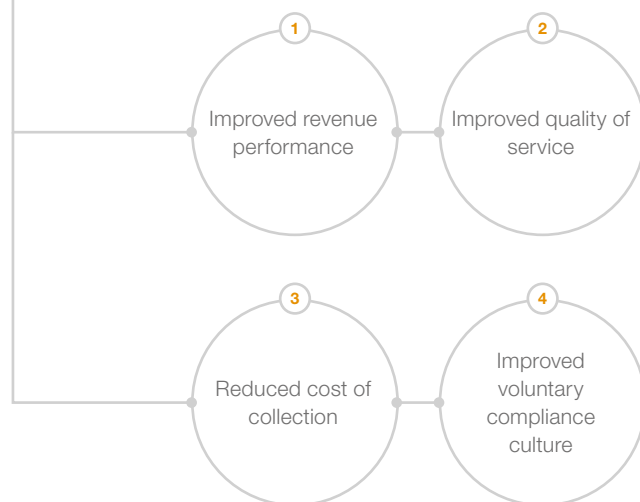 1
Improved revenue
performance
2
Improved quality of
service
3
Reduced cost of
collection
4
Improved
voluntary
compliance
culture